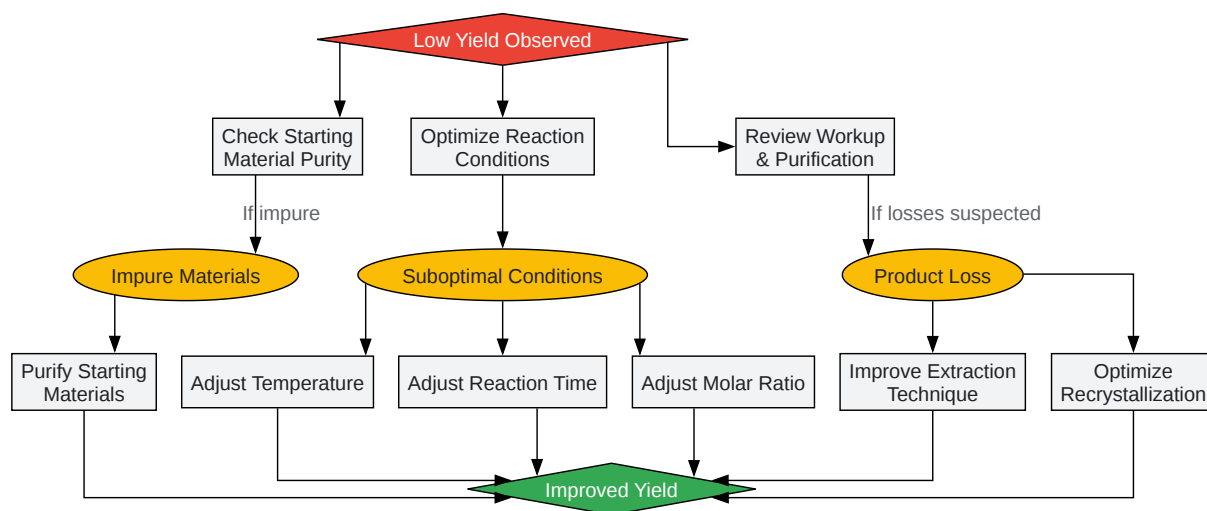 Low Yield Observed
Check Starting
Material Purity
Optimize Reaction
Conditions
Review Workup
& Purification
If impure
If losses suspected
Impure Materials
Suboptimal Conditions
Product Loss
Purify Starting
Materials
Adjust Temperature
Adjust Reaction Time
Adjust Molar Ratio
Improve Extraction
Technique
Optimize
Recrystallization
Improved Yield